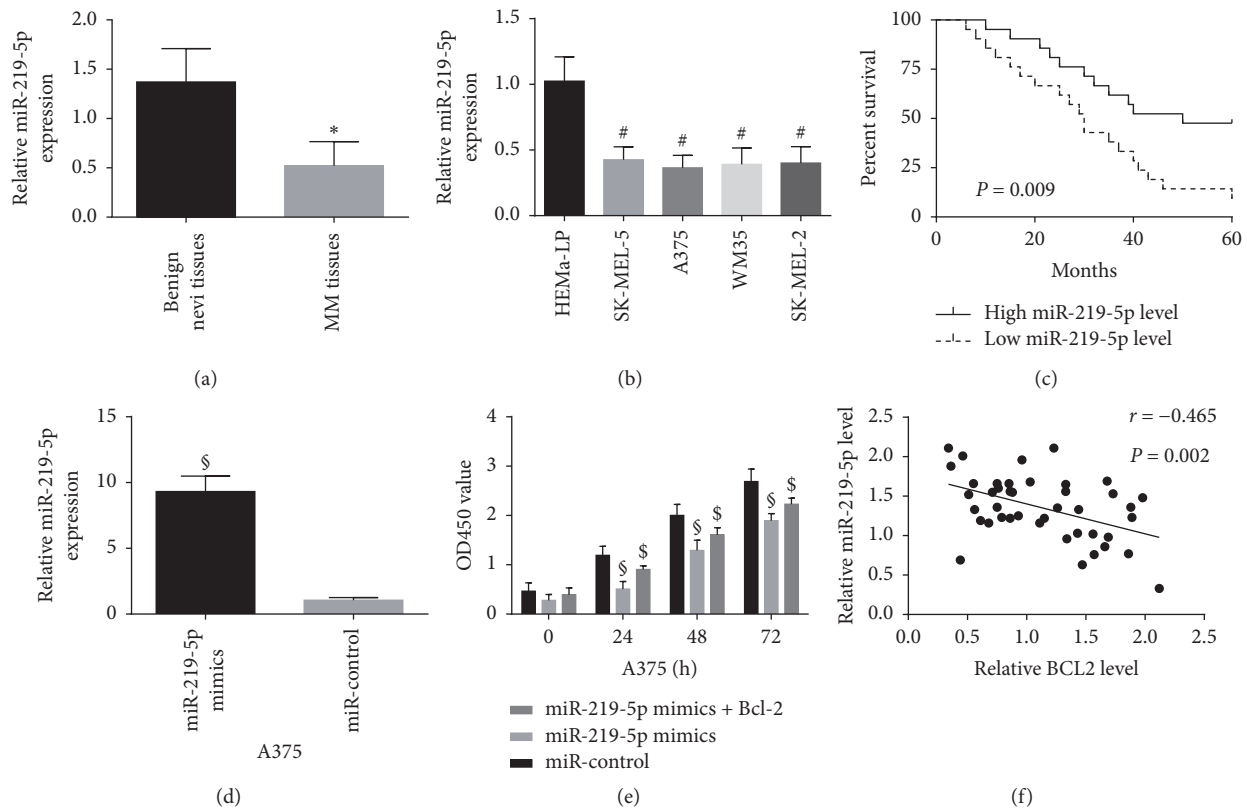 Relative miR-219-5p
expression
2.0
1.5
1.0
0.5
0.0
*
Benign
nevi tissues
MM tissues
(a)
Relative miR-219-5p
expression
1.5
1.0
0.5
0.0
# # # #
HEMa-LP
SK-MEL-5
A375
WM35
SK-MEL-2
(b)
Percent survival
100
75
50
25
0
P = 0.009
0 20 40 60
Months
High miR-219-5p level
Low miR-219-5p level
(c)
Relative miR-219-5p
expression
15
10
5
0
§
miR-219-5p
mimics
miR-control
A375
(d)
OD450 value
4
3
2
1
0
§ $ § $ § $
0 24 48 72
A375 (h)
miR-219-5p mimics + Bcl-2
miR-219-5p mimics
miR-control
(e)
Relative miR-219-5p level
2.5
2.0
1.5
1.0
0.5
0.0
r = −0.465
P = 0.002
0.0 0.5 1.0 1.5 2.0 2.5
Relative BCL2 level
(f)